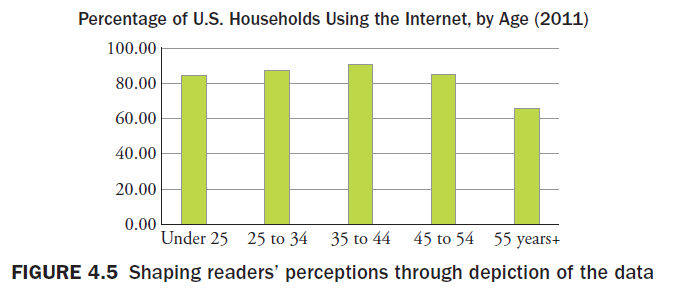 Percentage of U.S. Households Using the Internet, by Age (2011)
100.00
80.00
60.00
40.00
20.00
0.00
Under 25 25 to 34 35 to 44 45 to 54 55 years+
FIGURE 4.5 Shaping readers’ perceptions through depiction of the data